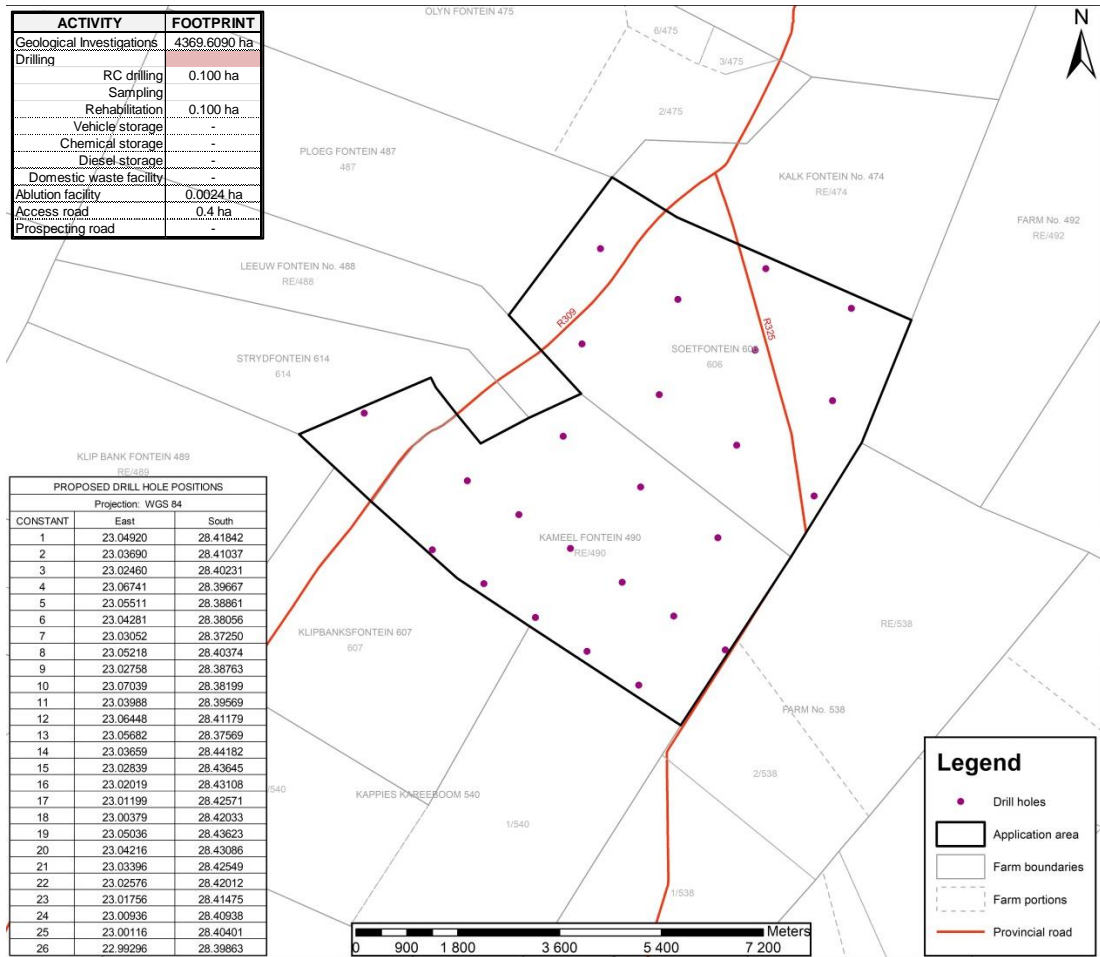 ACTIVITY FOOTPRINT
Geological Investigations 4369.6090 ha
Drilling
RC drilling 0.100 ha
Sampling
Rehabilitation 0.100 ha
Vehicle storage -
Chemical storage -
Diesel storage -
Domestic waste facility -
Ablution facility 0.0024 ha
Access road 0.4 ha
Prospecting road -
OLYN FONTEIN 475
6/475
3/475
2/475
N
PLOEG FONTEIN 487
487
KALK FONTEIN No. 474
RE/474
FARM No. 492
RE/492
LEEUW FONTEIN No. 488
RE/488
R309
R325
STRYDFONTEIN 614
614
SOETFONTEIN 606
606
KLIP BANK FONTEIN 489
RE/489
KAMEEL FONTEIN 490
RE/490
KLIPBANKSFONTEIN 607
607
RE/538
FARM No. 538
2/538
/540
KAPPIES KAREEBOOM 540
1/540
1/538
PROPOSED DRILL HOLE POSITIONS
Projection: WGS 84
CONSTANT East South
1 23.04920 28.41842
2 23.03690 28.41037
3 23.02460 28.40231
4 23.06741 28.39667
5 23.05511 28.38861
6 23.04281 28.38056
7 23.03052 28.37250
8 23.05218 28.40374
9 23.02758 28.38763
10 23.07039 28.38199
11 23.03988 28.39569
12 23.06448 28.41179
13 23.05682 28.37569
14 23.03659 28.44182
15 23.02839 28.43645
16 23.02019 28.43108
17 23.01199 28.42571
18 23.00379 28.42033
19 23.05036 28.43623
20 23.04216 28.43086
21 23.03396 28.42549
22 23.02576 28.42012
23 23.01756 28.41475
24 23.00936 28.40938
25 23.00116 28.40401
26 22.99296 28.39863
Legend
Drill holes
Application area
Farm boundaries
Farm portions
Provincial road
Meters
0 900 1 800 3 600 5 400 7 200